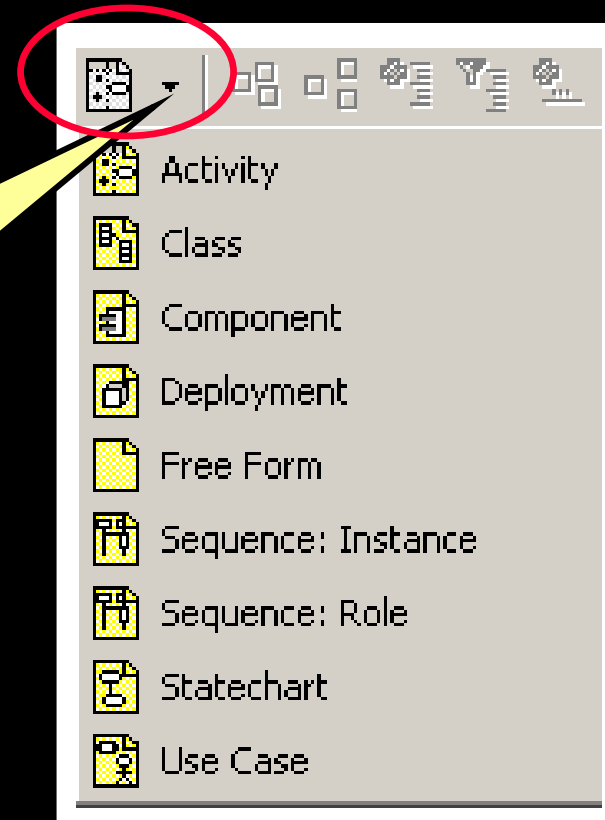 Activity
Class
Component
Deployment
Free Form
Sequence: Instance
Sequence: Role
Statechart
Use Case